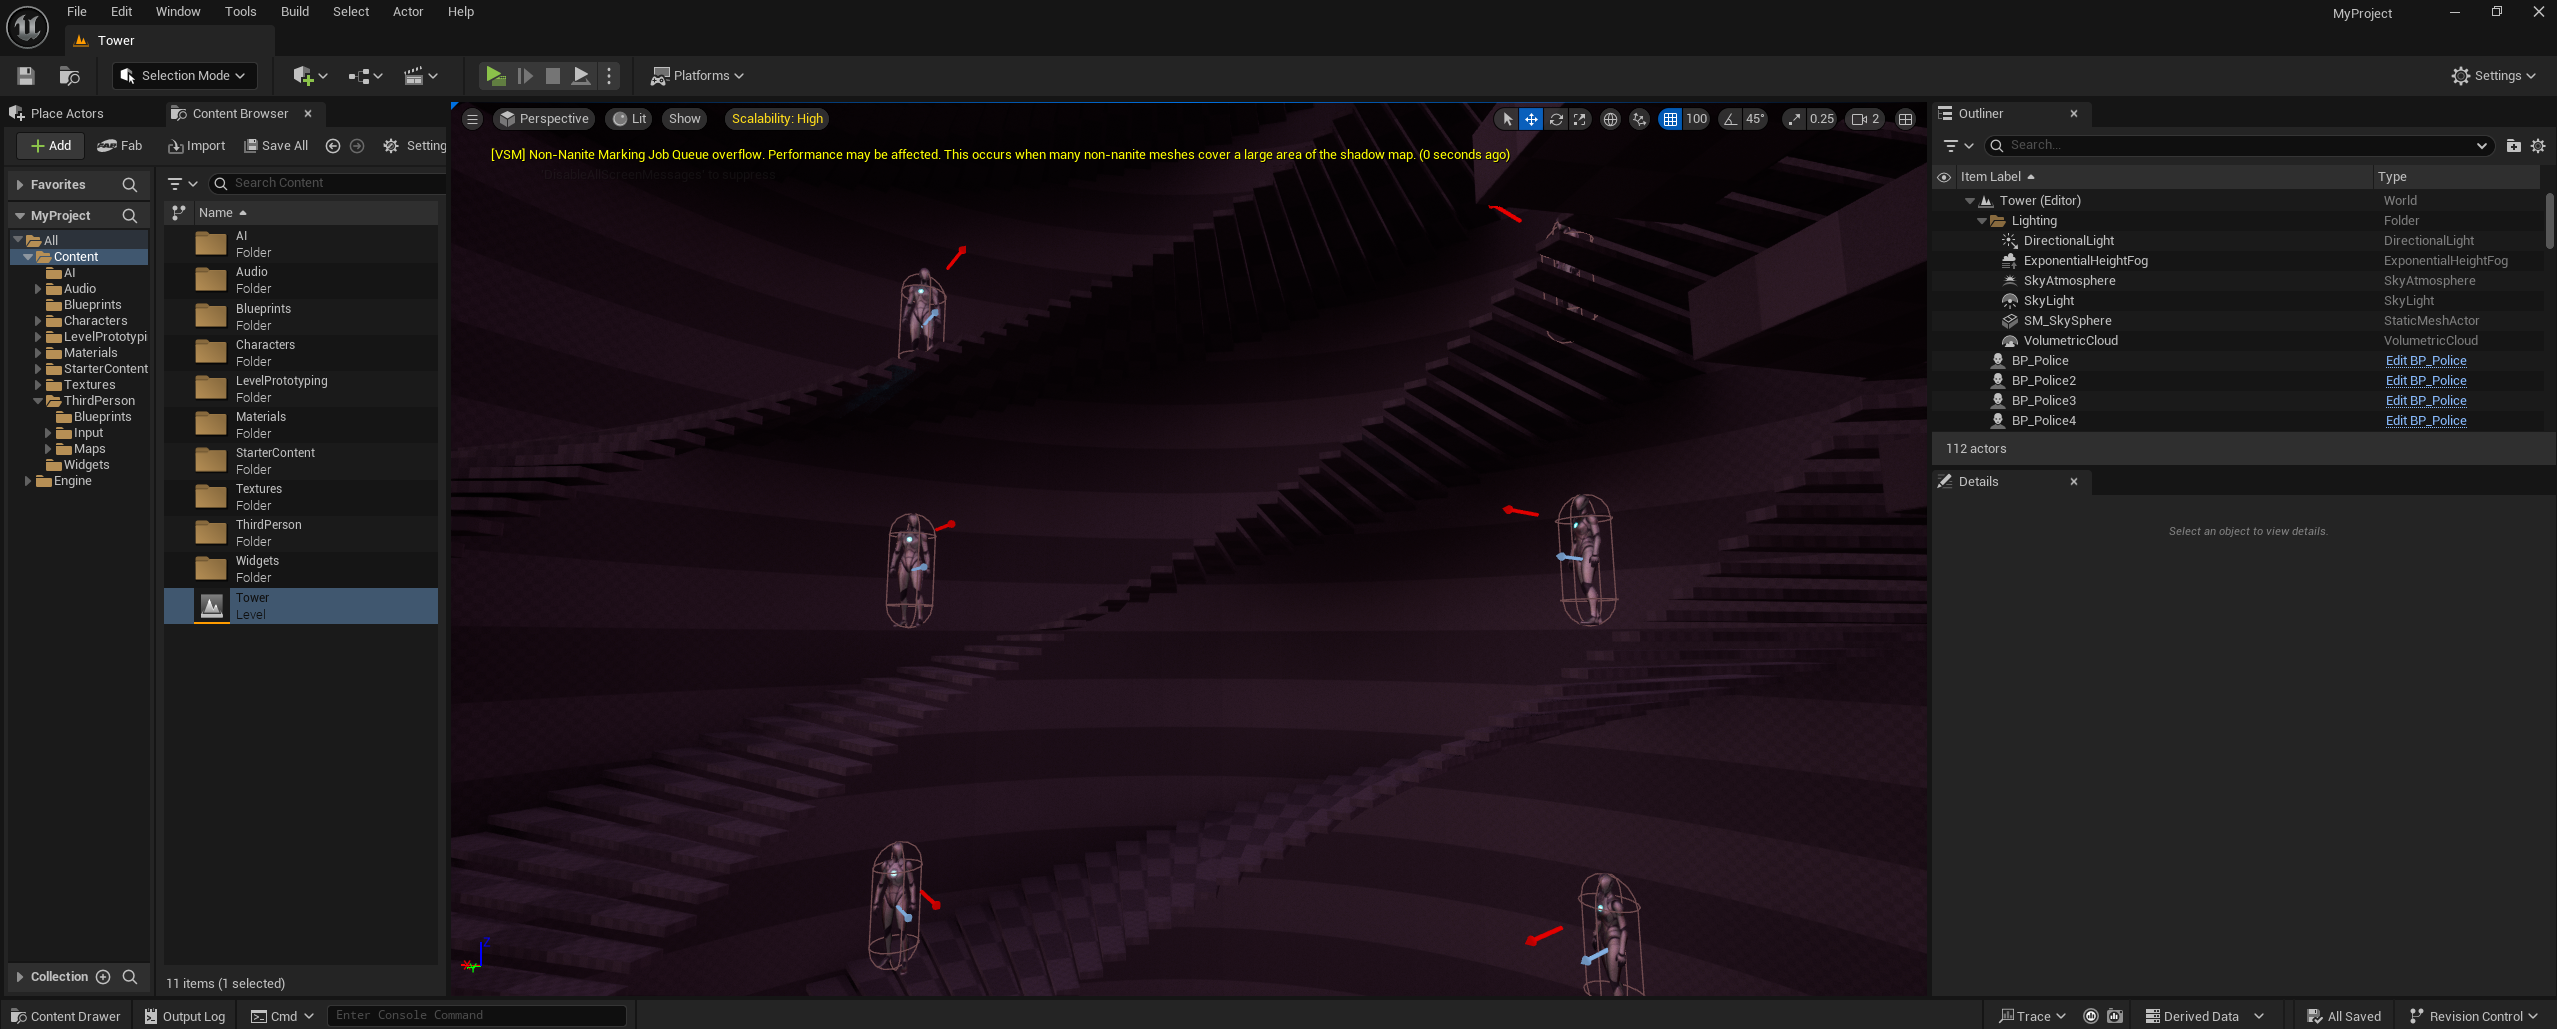 File Edit Window Tools Build Select Actor Help
MyProject
Tower
Selection Mode
Platforms
Settings
Place Actors
Content Browser
Add
Fab
Import
Save All
Setting
Favorites
MyProject
All
Content
AI
Audio
Blueprints
Characters
LevelPrototypi
Materials
StarterContent
Textures
ThirdPerson
Blueprints
Input
Maps
Widgets
Engine
Collection
Search Content
Name
AI
Folder
Audio
Folder
Blueprints
Folder
Characters
Folder
LevelPrototyping
Folder
Materials
Folder
StarterContent
Folder
Textures
Folder
ThirdPerson
Folder
Widgets
Folder
Tower
Level
11 items (1 selected)
Perspective
Lit
Show
Scalability: High
100
45°
0.25
2
[VSM] Non-Nanite Marking Job Queue overflow. Performance may be affected. This occurs when many non-nanite meshes cover a large area of the shadow map. (0 seconds ago)
'DisableAllScreenMessages' to suppress
Z
X
Y
Outliner
Search...
Item Label Type
Tower (Editor) World
Lighting Folder
DirectionalLight DirectionalLight
ExponentialHeightFog ExponentialHeightFog
SkyAtmosphere SkyAtmosphere
SkyLight SkyLight
SM_SkySphere StaticMeshActor
VolumetricCloud VolumetricCloud
BP_Police Edit BP_Police
BP_Police2 Edit BP_Police
BP_Police3 Edit BP_Police
BP_Police4 Edit BP_Police
112 actors
Details
Select an object to view details.
Content Drawer
Output Log
Cmd
Enter Console Command
Trace
Derived Data
All Saved
Revision Control